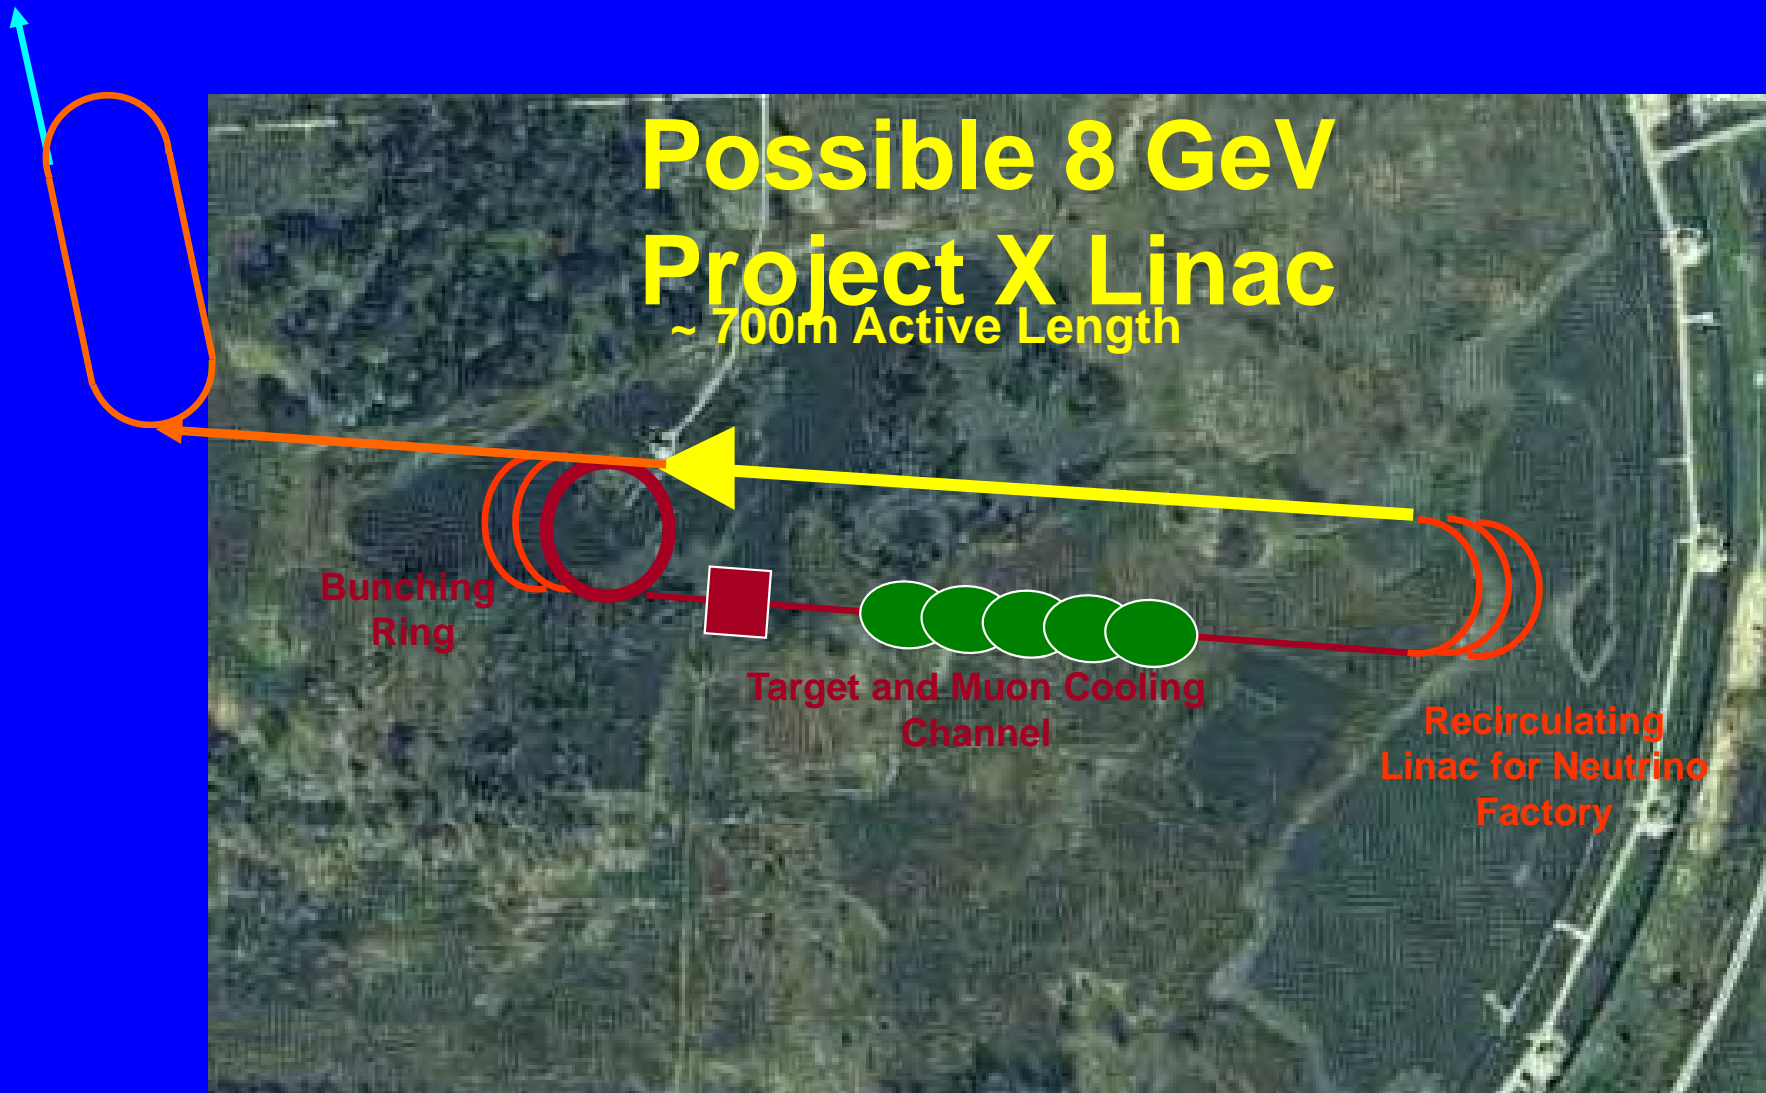 Possible 8 GeV
Project X Linac
~ 700m Active Length
Bunching
Ring
Target and Muon Cooling
Channel
Recirculating
Linac for Neutrino
Factory